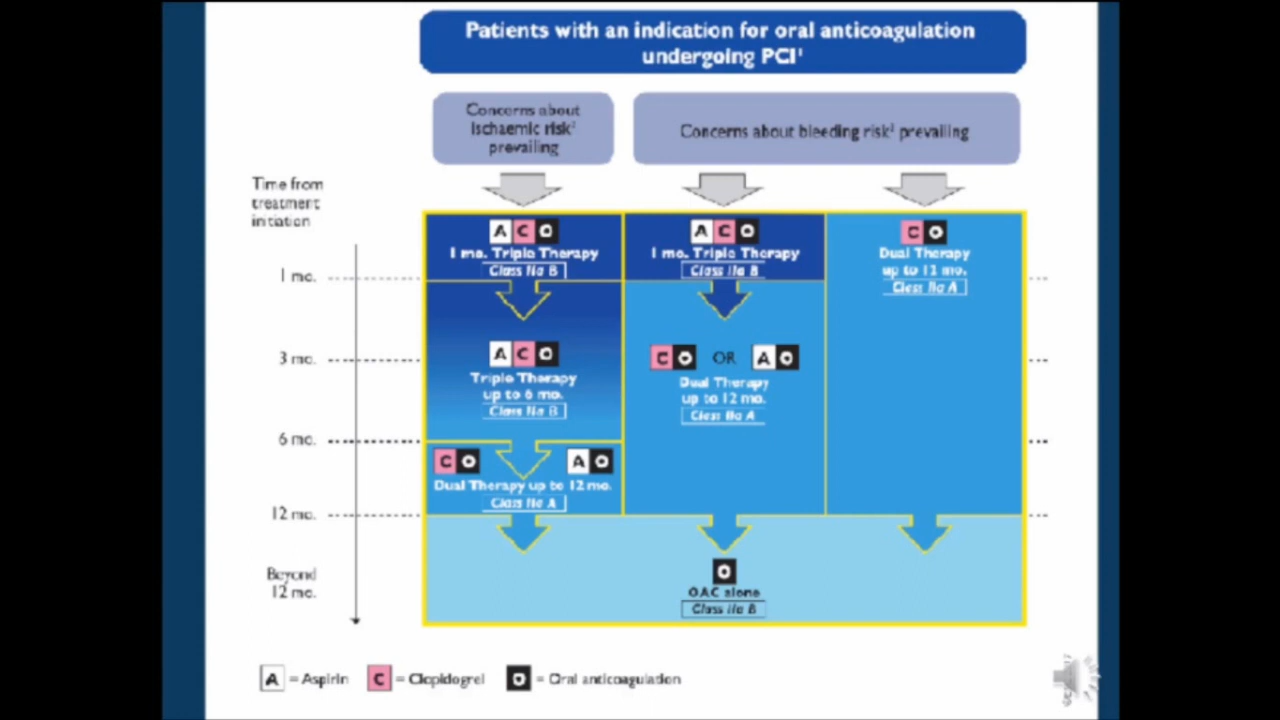 Patients with an indication for oral anticoagulation
undergoing PCI¹
Concerns about
ischaemic risk²
prevailing
Concerns about bleeding risk³ prevailing
Time from
treatment
initiation
A C O
1 mo. Triple Therapy
Class IIa B
A C O
1 mo. Triple Therapy
Class IIa B
C O
Dual Therapy
up to 12 mo.
Class IIa A
1 mo.
3 mo.
A C O
Triple Therapy
up to 6 mo.
Class IIa B
C O OR A O
Dual Therapy
up to 12 mo.
Class IIa A
6 mo.
C O A O
Dual Therapy up to 12 mo.
Class IIa A
12 mo.
Beyond
12 mo.
O
OAC alone
Class IIa B
A = Aspirin C = Clopidogrel O = Oral anticoagulation